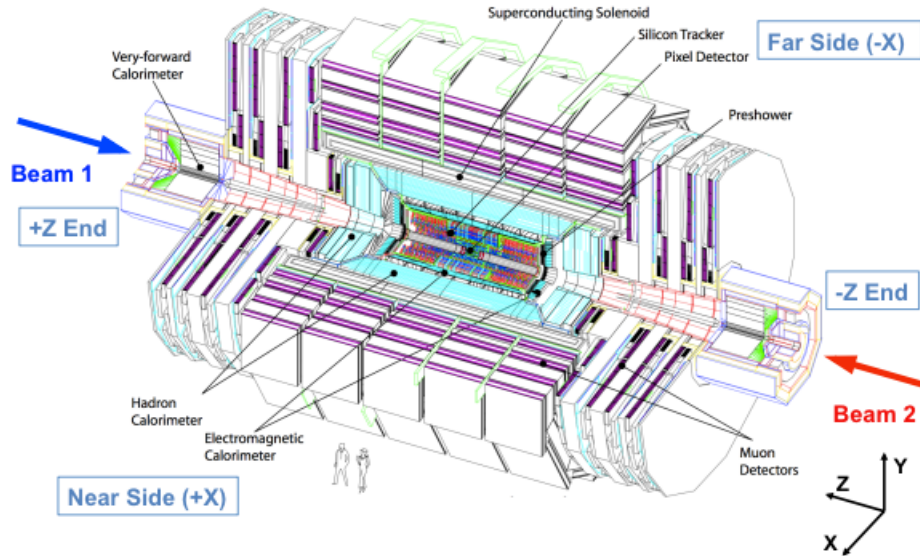 Superconducting Solenoid
Silicon Tracker
Pixel Detector
Far Side (-X)
Very-forward
Calorimeter
Preshower
Beam 1
+Z End
-Z End
Hadron
Calorimeter
Electromagnetic
Calorimeter
Muon
Detectors
Beam 2
Near Side (+X)
Y
Z
X